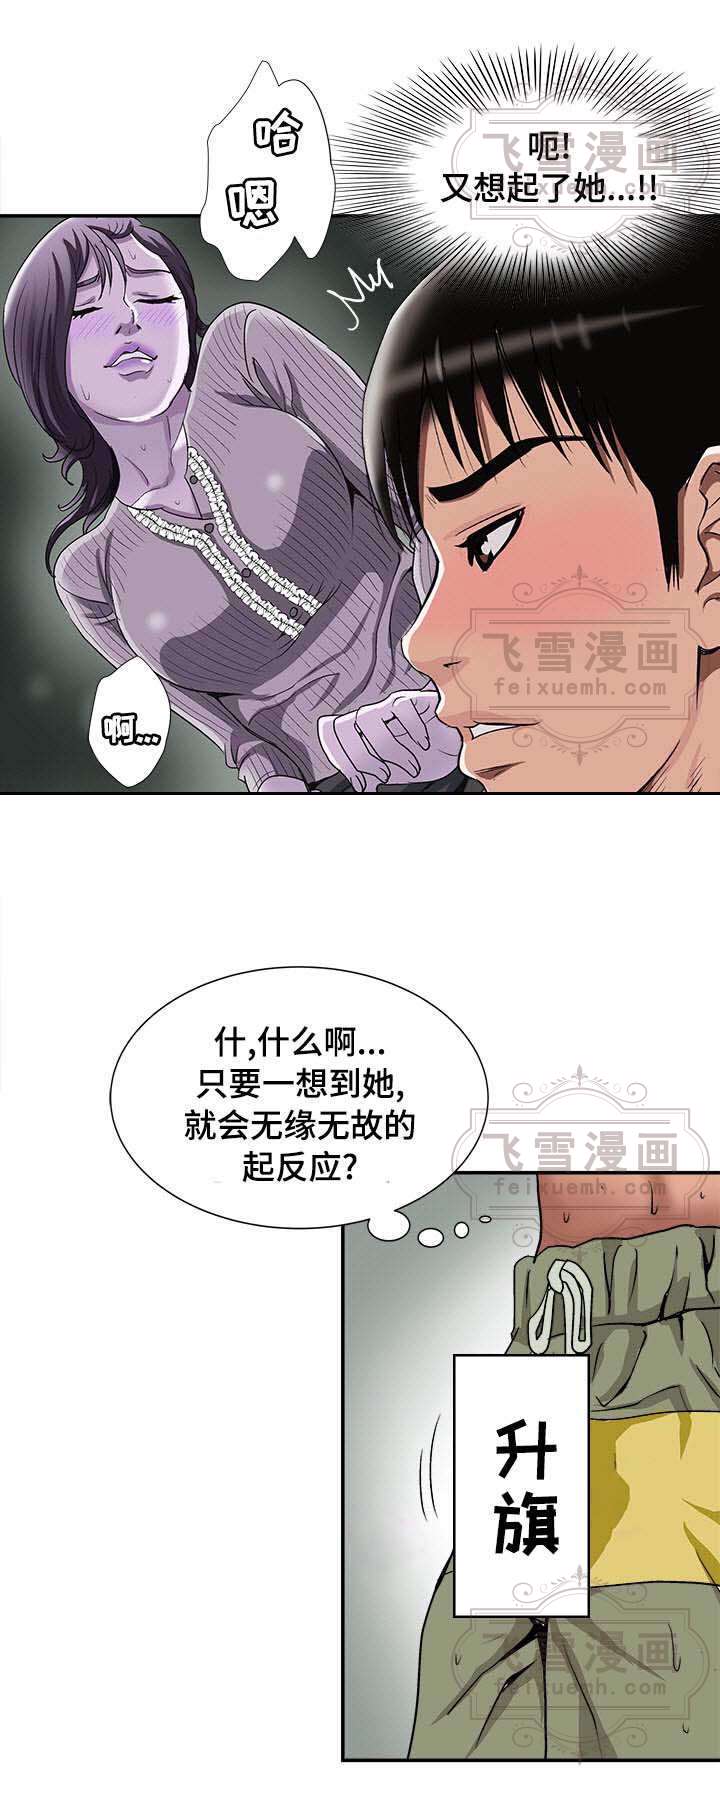 哈
嗯
呃!
又想起了她...!!
飞雪漫画
feixuemh.com
My
飞雪漫画
feixuemh.com
啊...
什,什么啊...
只要一想到她,
就会无缘无故的
起反应?
飞雪漫画
feixuemh.com
升
旗
飞雪漫画
feixuemh.com